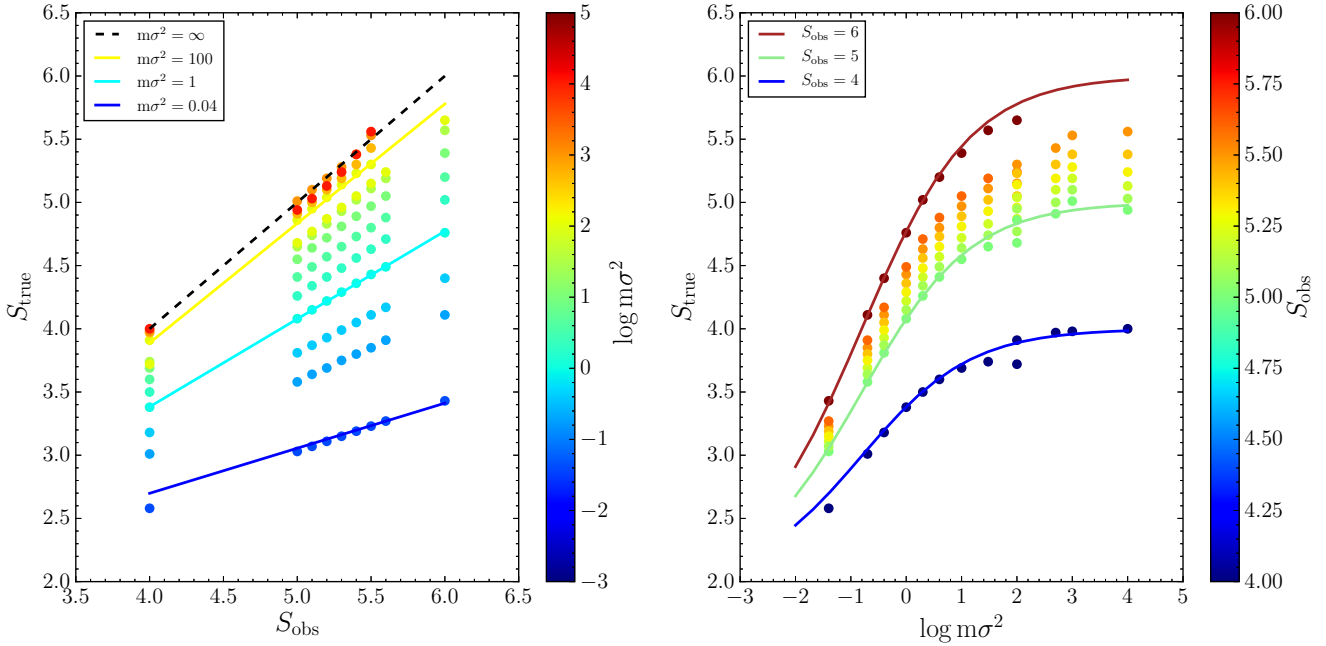 mσ² = ∞
mσ² = 100
mσ² = 1
mσ² = 0.04
6.5
6.0
5.5
5.0
4.5
4.0
3.5
3.0
2.5
2.0
S_true
3.5 4.0 4.5 5.0 5.5 6.0 6.5
S_obs
5
4
3
2
1
0
−1
−2
−3
log mσ²
S_obs = 6
S_obs = 5
S_obs = 4
6.5
6.0
5.5
5.0
4.5
4.0
3.5
3.0
2.5
2.0
S_true
−3 −2 −1 0 1 2 3 4 5
log mσ²
6.00
5.75
5.50
5.25
5.00
4.75
4.50
4.25
4.00
S_obs